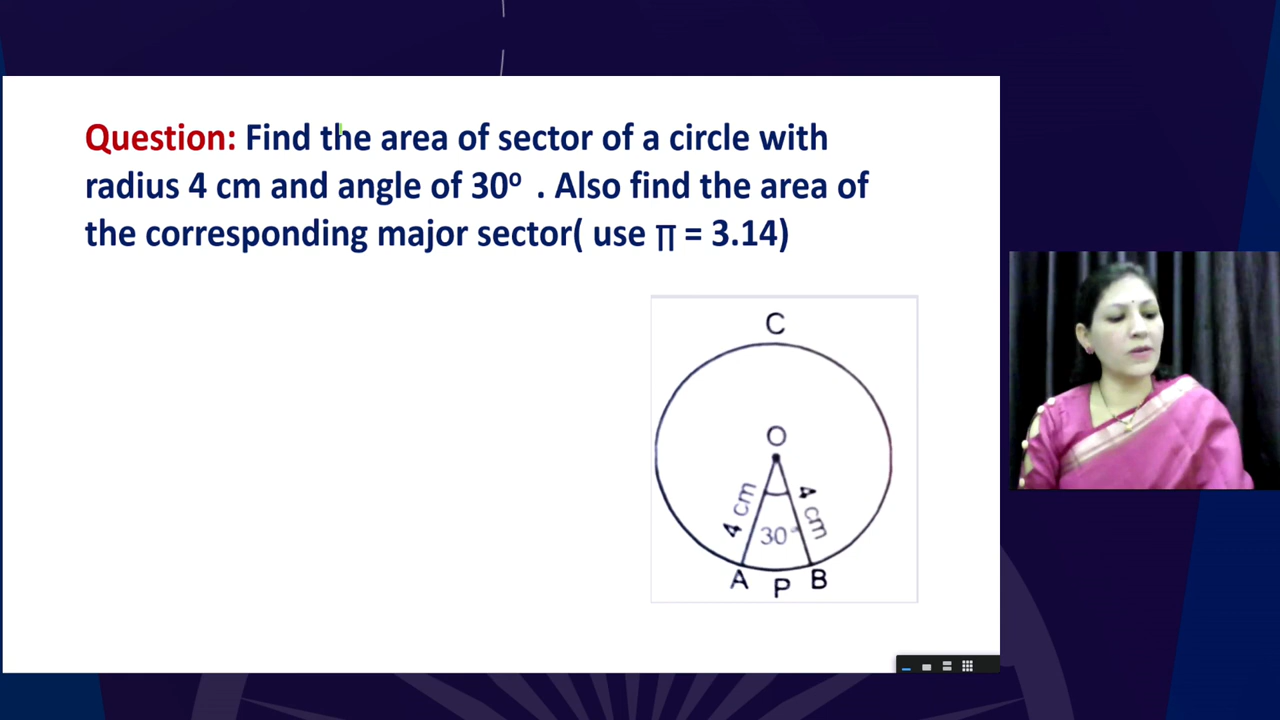 Question: Find the area of sector of a circle with
radius 4 cm and angle of 30º . Also find the area of
the corresponding major sector( use ∏ = 3.14)
C
O
4 cm
4 cm
30°
A
P
B